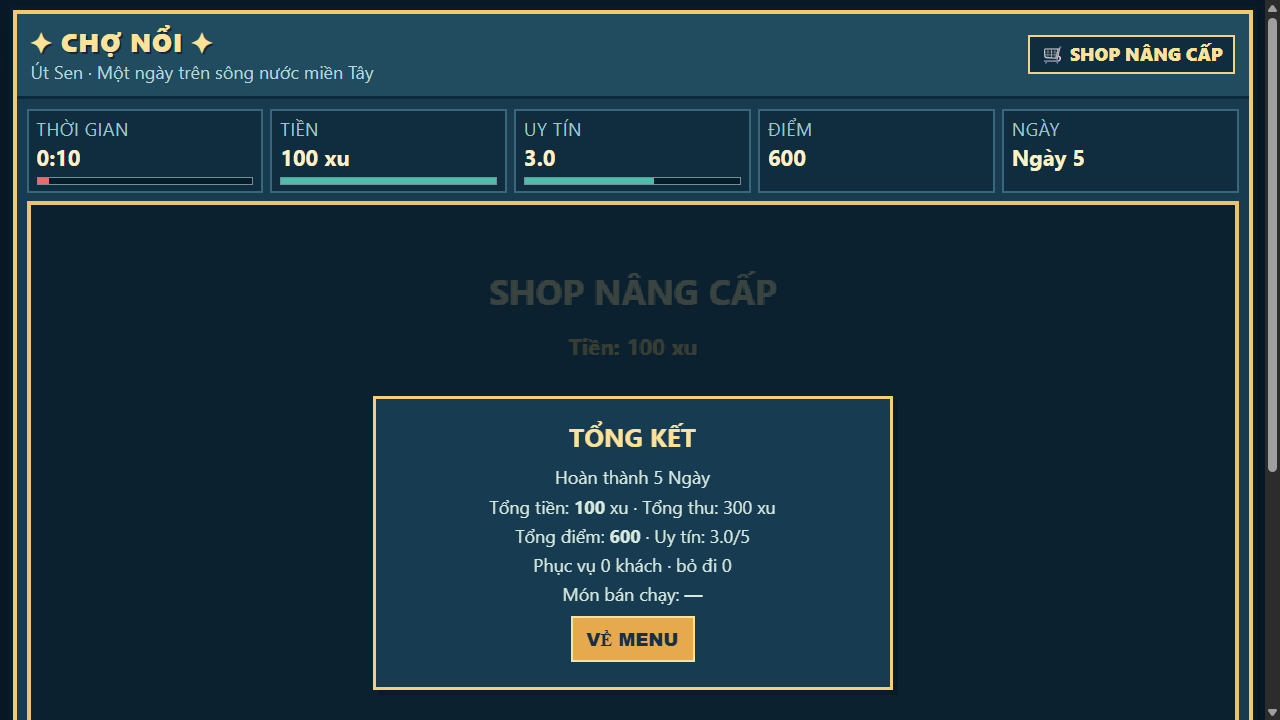 ✦ CHỢ NỔI ✦
Út Sen · Một ngày trên sông nước miền Tây
🛒 SHOP NÂNG CẤP
THỜI GIAN
0:10
TIỀN
100 xu
UY TÍN
3.0
ĐIỂM
600
NGÀY
Ngày 5
SHOP NÂNG CẤP
Tiền: 100 xu
TỔNG KẾT
Hoàn thành 5 Ngày
Tổng tiền: 100 xu · Tổng thu: 300 xu
Tổng điểm: 600 · Uy tín: 3.0/5
Phục vụ 0 khách · bỏ đi 0
Món bán chạy: —
VẺ MENU